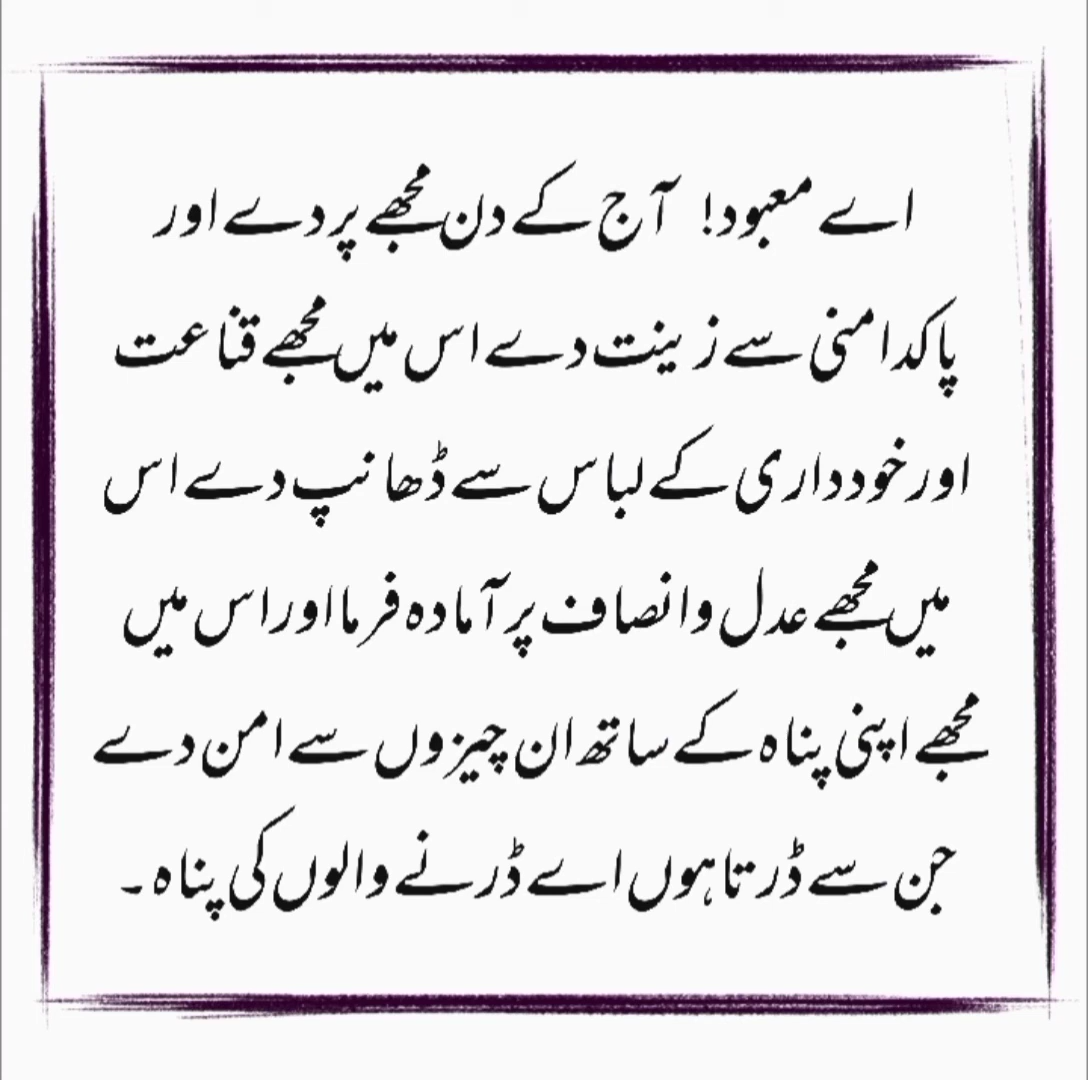 اے معبود! آج کے دن مجھے پردے اور
پاکدامنی سے زینت دے اس میں مجھے قناعت
اور خودداری کے لباس سے ڈھانپ دے اس
میں مجھے عدل و انصاف پر آمادہ فرما اور اس میں
مجھے اپنی پناہ کے ساتھ ان چیزوں سے امن دے
جن سے ڈرتا ہوں اے ڈرنے والوں کی پناہ ۔